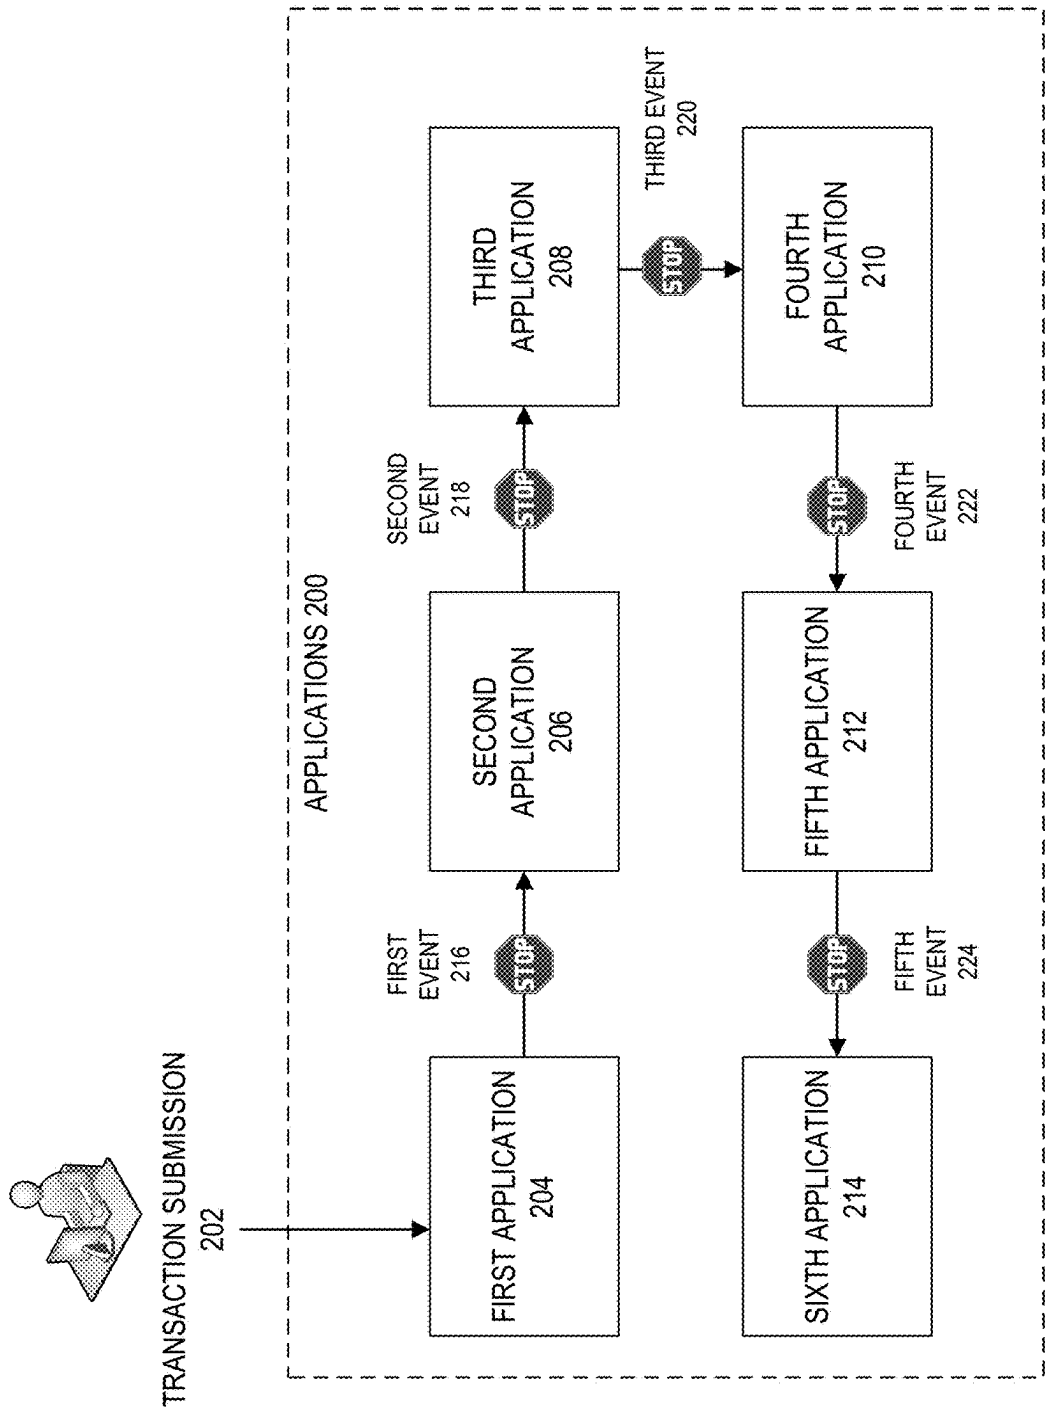 TRANSACTION SUBMISSION
202
APPLICATIONS 200
FIRST APPLICATION
204
STOP
FIRST
EVENT
216
SECOND
APPLICATION
206
STOP
SECOND
EVENT
218
THIRD
APPLICATION
208
STOP
THIRD EVENT
220
FOURTH
APPLICATION
210
STOP
FOURTH
EVENT
222
FIFTH APPLICATION
212
STOP
FIFTH
EVENT
224
SIXTH APPLICATION
214